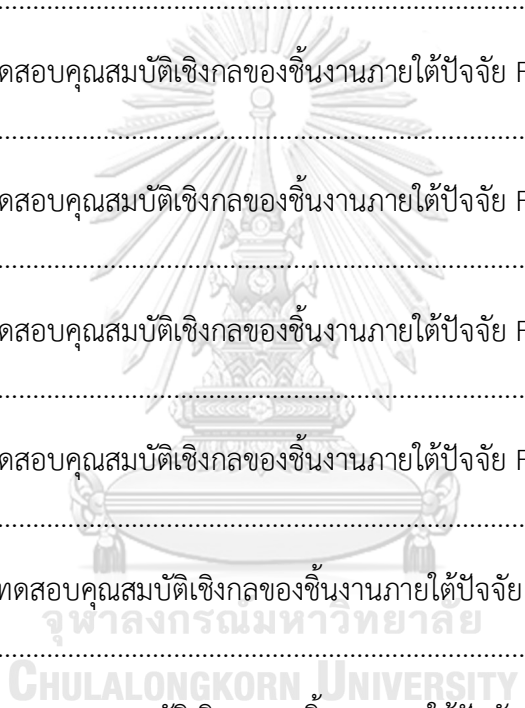 ดสอบคุณสมบัติเชิงกลของชิ้นงานภายใต้ปัจจัย F
ดสอบคุณสมบัติเชิงกลของชิ้นงานภายใต้ปัจจัย F
ดสอบคุณสมบัติเชิงกลของชิ้นงานภายใต้ปัจจัย F
ดสอบคุณสมบัติเชิงกลของชิ้นงานภายใต้ปัจจัย F
ทดสอบคุณสมบัติเชิงกลของชิ้นงานภายใต้ปัจจัย
จุฬาลงกรณ์มหาวิทยาลัย
CHULALONGKORN UNIVERSITY